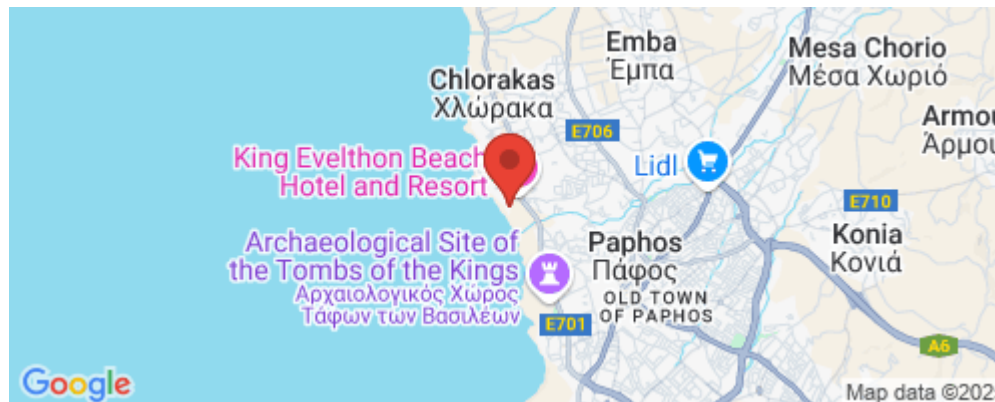 Emba
Έμπα
Mesa Chorio
Μέσα Χωριό
Chlorakas
Χλώρακα
E706
King Evelthon Beach
Hotel and Resort
Lidl
E710
Archaeological Site of
the Tombs of the Kings
Αρχαιολογικός Χώρος
Τάφων των Βασιλέων
Paphos
Πάφος
OLD TOWN
OF PAPHOS
Konia
Κονιά
E701
A6
Google
Map data